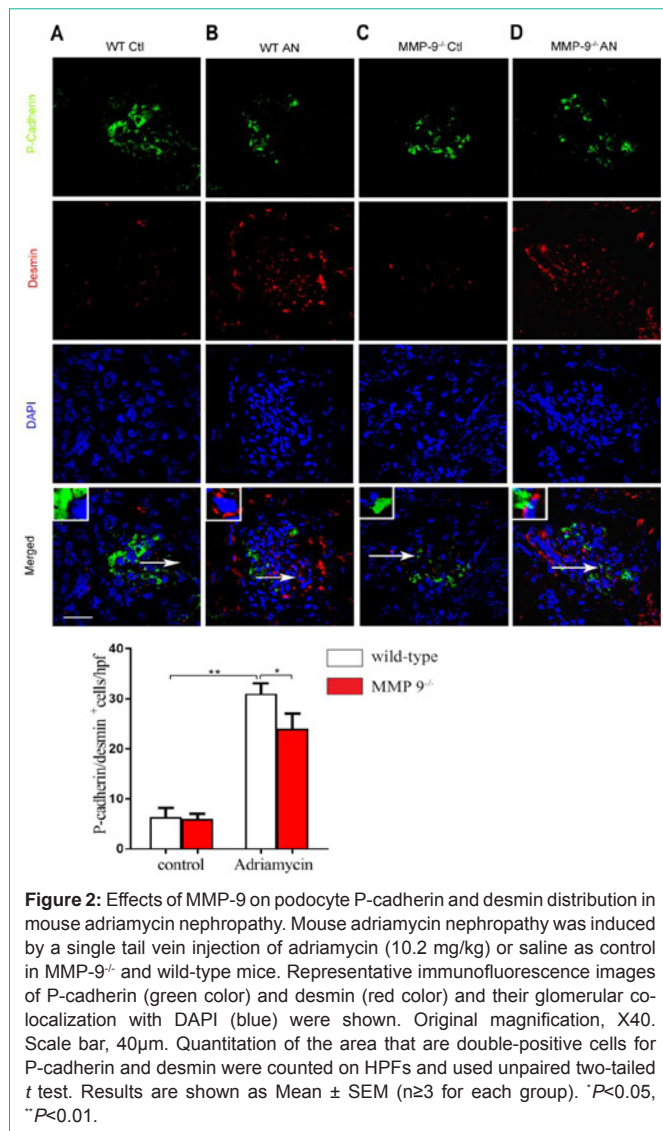 A B C D
WT Ctl WT AN MMP-9-/- Ctl MMP-9-/- AN
P-Cadherin
Desmin
DAPI
Merged
40
30
20
10
0
P-cadherin/desmin + cells/hpf
** *
control Adriamycin
wild-type
MMP 9-/-
Figure 2: Effects of MMP-9 on podocyte P-cadherin and desmin distribution in
mouse adriamycin nephropathy. Mouse adriamycin nephropathy was induced
by a single tail vein injection of adriamycin (10.2 mg/kg) or saline as control
in MMP-9-/- and wild-type mice. Representative immunofluorescence images
of P-cadherin (green color) and desmin (red color) and their glomerular co-
localization with DAPI (blue) were shown. Original magnification, X40.
Scale bar, 40µm. Quantitation of the area that are double-positive cells for
P-cadherin and desmin were counted on HPFs and used unpaired two-tailed
t test. Results are shown as Mean ± SEM (n≥3 for each group). *P<0.05,
**P<0.01.